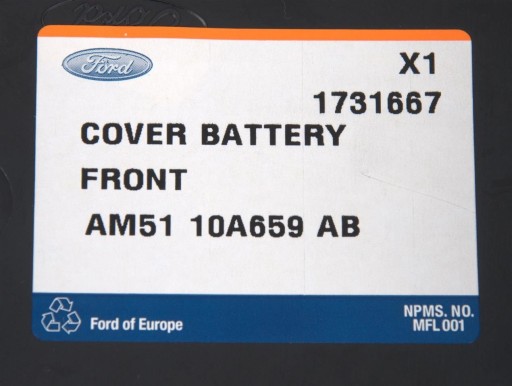 Ford
X1
1731667
COVER BATTERY
FRONT
AM51 10A659 AB
Ford of Europe
NPMS. NO.
MFL 001